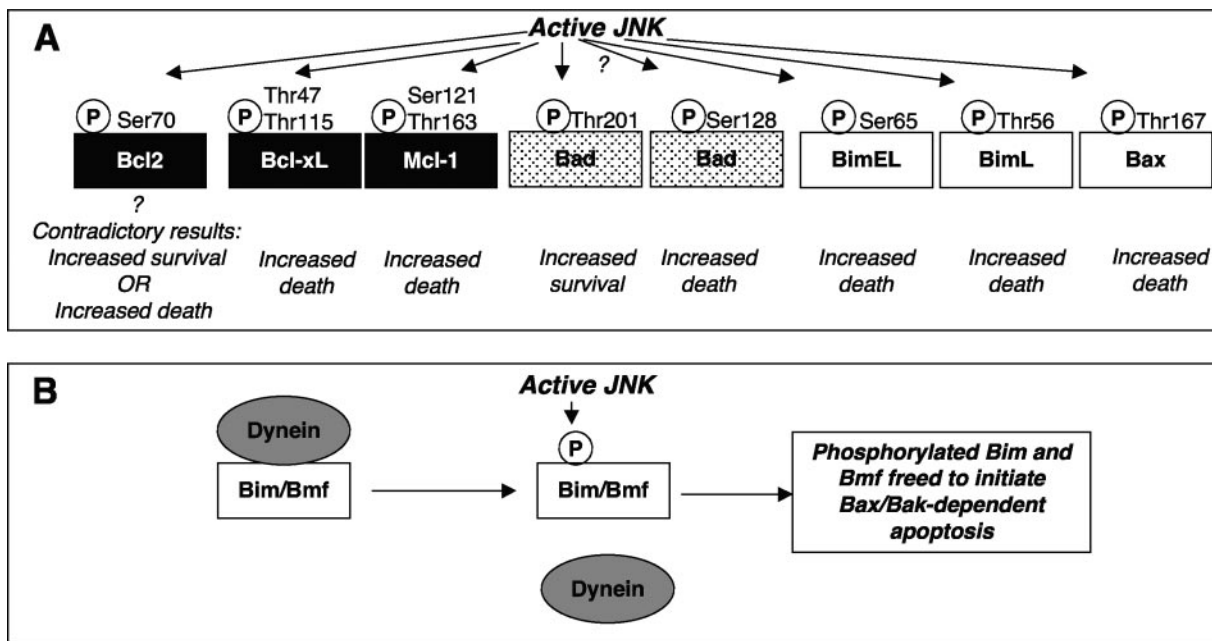 A
Active JNK
?
P Ser70
Thr47
P Thr115
Ser121
P Thr163
P Thr201
P Ser128
P Ser65
P Thr56
P Thr167
Bcl2
Bcl-xL
Mcl-1
Bad
Bad
BimEL
BimL
Bax
?
Contradictory results:
Increased survival
OR
Increased death
Increased
death
Increased
death
Increased
survival
Increased
death
Increased
death
Increased
death
Increased
death
B
Active JNK
Dynein
Bim/Bmf
P
Bim/Bmf
Dynein
Phosphorylated Bim and
Bmf freed to initiate
Bax/Bak-dependent
apoptosis